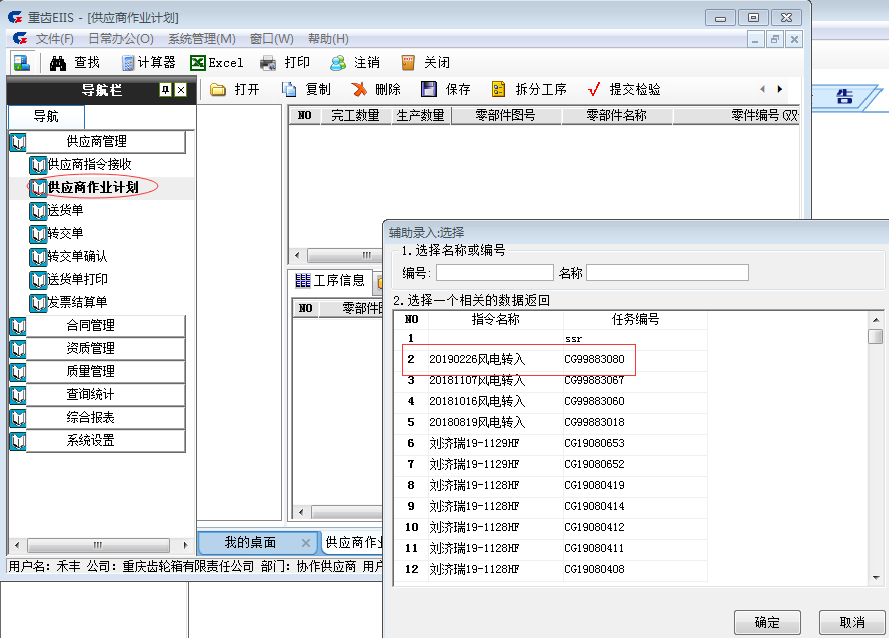 重齿EIIS - [供应商作业计划]
文件(F) 日常办公(O) 系统管理(M) 窗口(W) 帮助(H)
查找 计算器 Excel 打印 注销 关闭
导航栏
打开 复制 删除 保存 拆分工序 提交检验
告
导航
NO 完工数量 生产数量 零部件图号 零部件名称 零件编号(双
供应商管理
供应商指令接收
供应商作业计划
送货单
转交单
转交单确认
送货单打印
发票结算单
合同管理
资质管理
质量管理
查询统计
综合报表
系统设置
工序信息
NO 零部件图
辅助录入:选择
1.选择名称或编号
编号: 名称
2.选择一个相关的数据返回
NO 指令名称 任务编号
1 ssr
2 20190226风电转入 CG99883080
3 20181107风电转入 CG99883067
4 20181016风电转入 CG99883060
5 20180819风电转入 CG99883018
6 刘济瑞19-1129HF CG19080653
7 刘济瑞19-1129HF CG19080652
8 刘济瑞19-1128HF CG19080419
9 刘济瑞19-1128HF CG19080414
10 刘济瑞19-1128HF CG19080412
11 刘济瑞19-1128HF CG19080411
12 刘济瑞19-1128HF CG19080408
确定 取消
我的桌面 供应商作业
用户名: 禾丰 公司: 重庆齿轮箱有限责任公司 部门: 协作供应商 用户